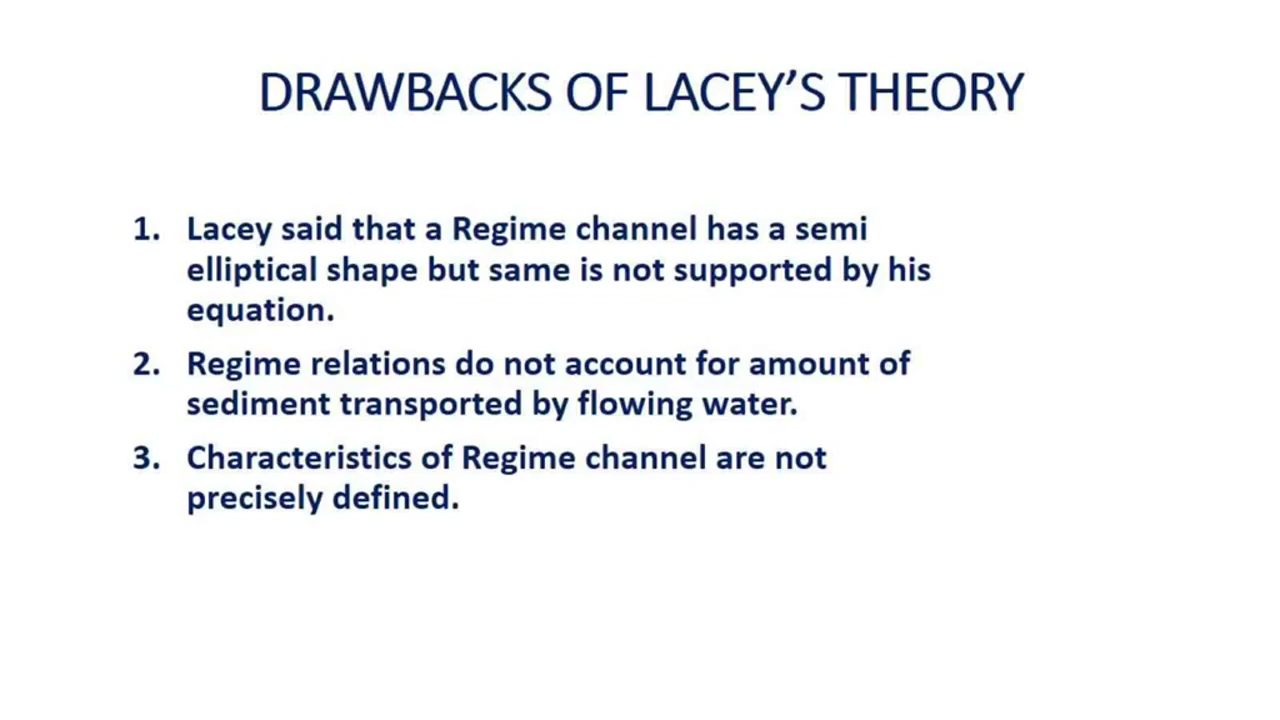 DRAWBACKS OF LACEY’S THEORY
1. Lacey said that a Regime channel has a semi
elliptical shape but same is not supported by his
equation.
2. Regime relations do not account for amount of
sediment transported by flowing water.
3. Characteristics of Regime channel are not
precisely defined.